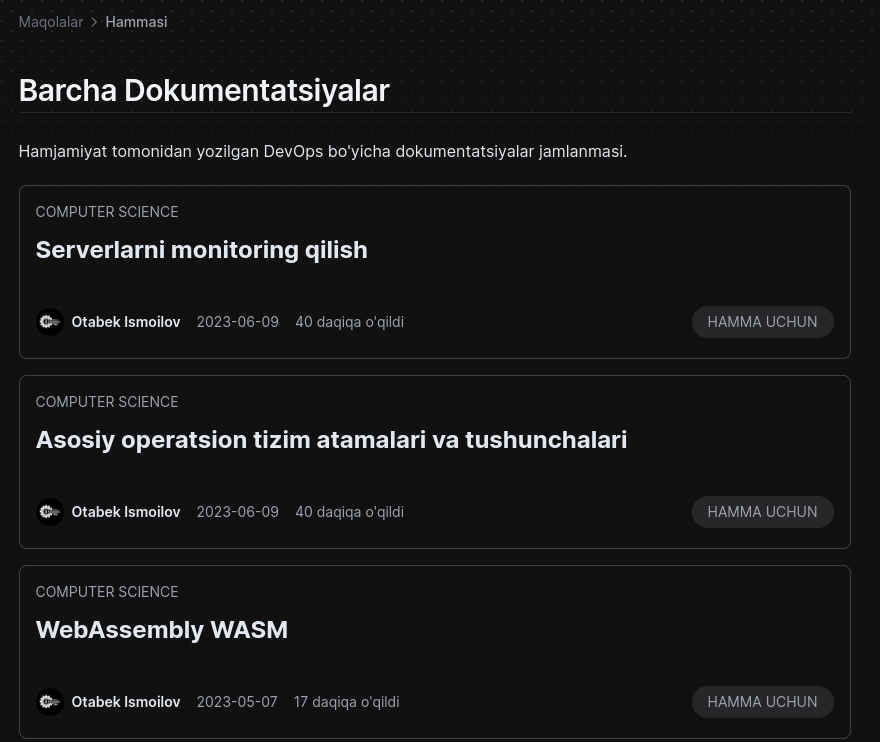 Maqolalar > Hammasi
Barcha Dokumentatsiyalar
Hamjamiyat tomonidan yozilgan DevOps bo'yicha dokumentatsiyalar jamlanmasi.
COMPUTER SCIENCE
Serverlarni monitoring qilish
Otabek Ismoilov 2023-06-09 40 daqiqa o'qildi HAMMA UCHUN
COMPUTER SCIENCE
Asosiy operatsion tizim atamalari va tushunchalari
Otabek Ismoilov 2023-06-09 40 daqiqa o'qildi HAMMA UCHUN
COMPUTER SCIENCE
WebAssembly WASM
Otabek Ismoilov 2023-05-07 17 daqiqa o'qildi HAMMA UCHUN